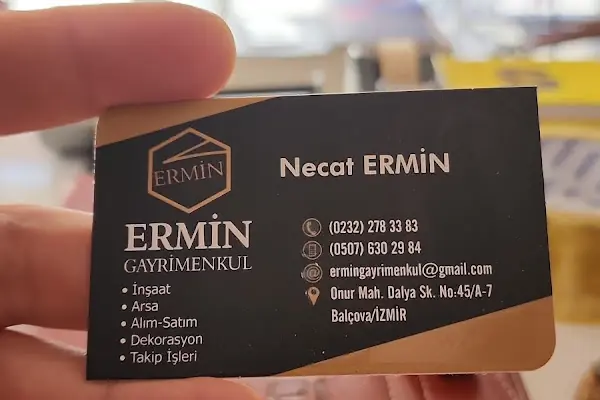 ERMİN
ERMİN
GAYRİMENKUL
• İnşaat
• Arsa
• Alım-Satım
• Dekorasyon
• Takip İşleri
Necat ERMİN
(0232) 278 33 83
(0507) 630 29 84
ermingayrimenkul@gmail.com
Onur Mah. Dalya Sk. No:45/A-7
Balçova/İZMİR